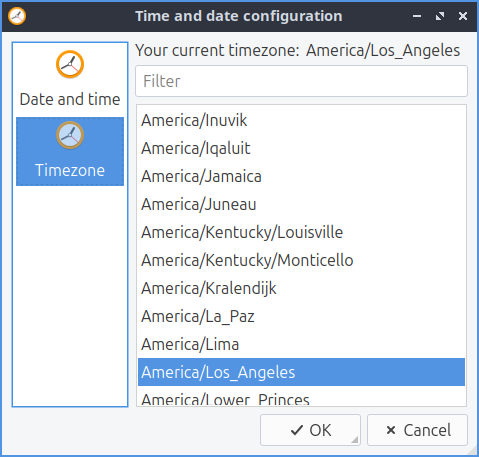 Time and date configuration
Your current timezone: America/Los_Angeles
Date and time
Timezone
Filter
America/Inuvik
America/Iqaluit
America/Jamaica
America/Juneau
America/Kentucky/Louisville
America/Kentucky/Monticello
America/Kralendijk
America/La_Paz
America/Lima
America/Los_Angeles
America/Lower_Princes
OK
Cancel